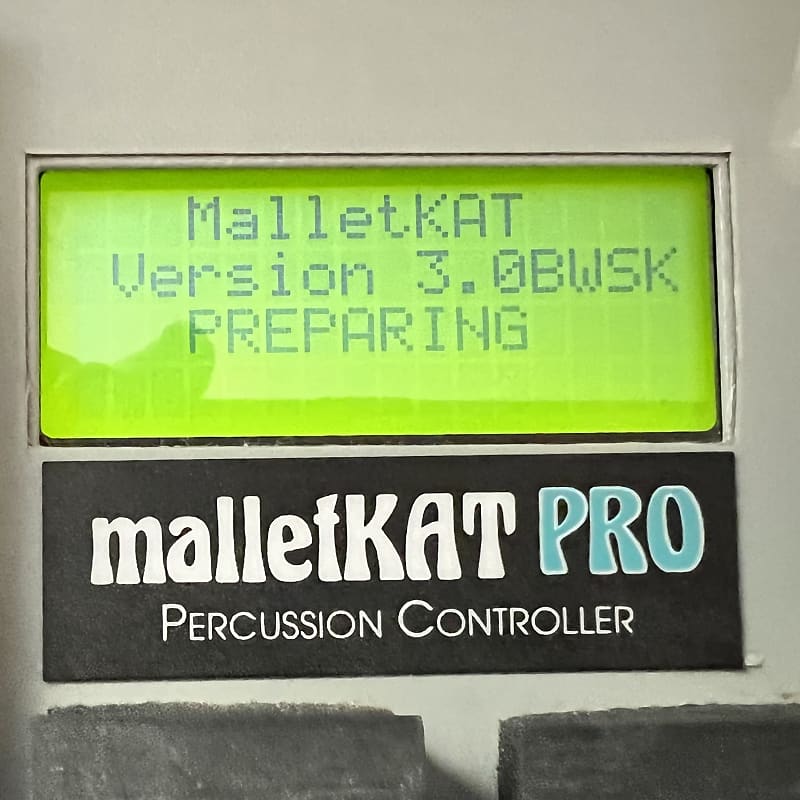 MalletKAT
Version 3.0BWSK
PREPARING
malletKAT PRO
PERCUSSION CONTROLLER